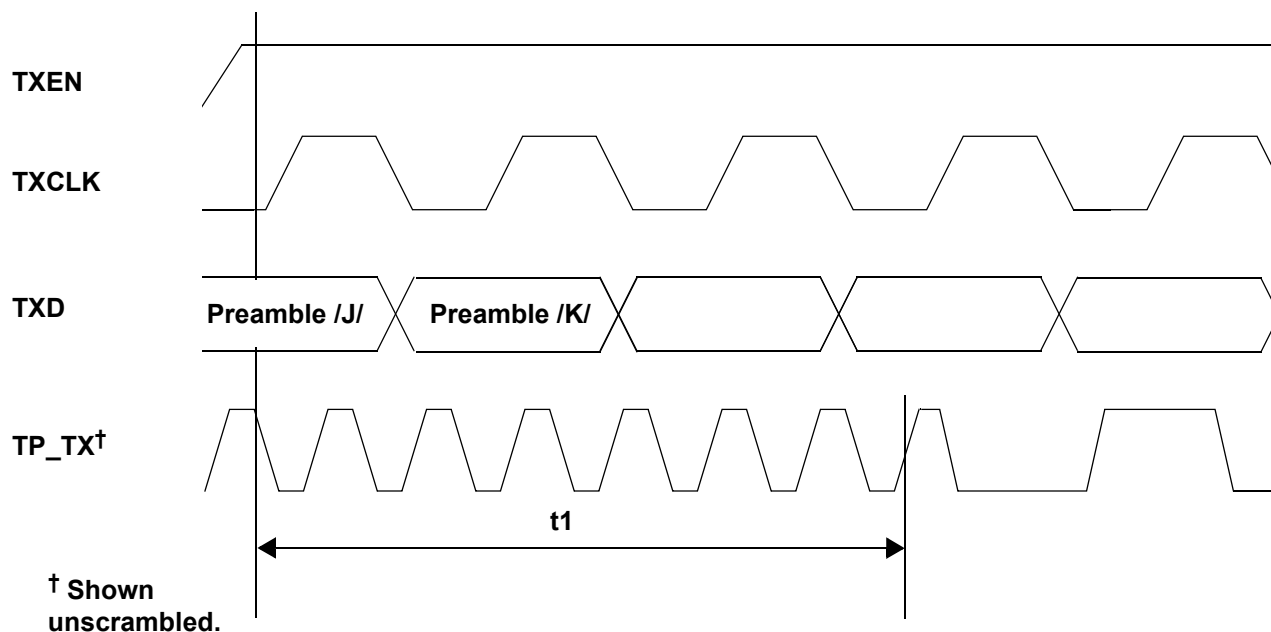 TXEN
TXCLK
TXD
Preamble /J/
Preamble /K/
TP_TX†
t1
† Shown
unscrambled.